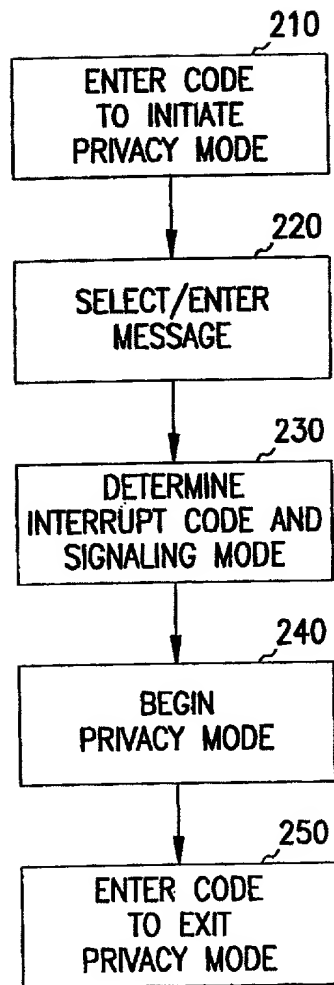 210
ENTER CODE
TO INITIATE
PRIVACY MODE
220
SELECT/ENTER
MESSAGE
230
DETERMINE
INTERRUPT CODE AND
SIGNALING MODE
240
BEGIN
PRIVACY MODE
250
ENTER CODE
TO EXIT
PRIVACY MODE